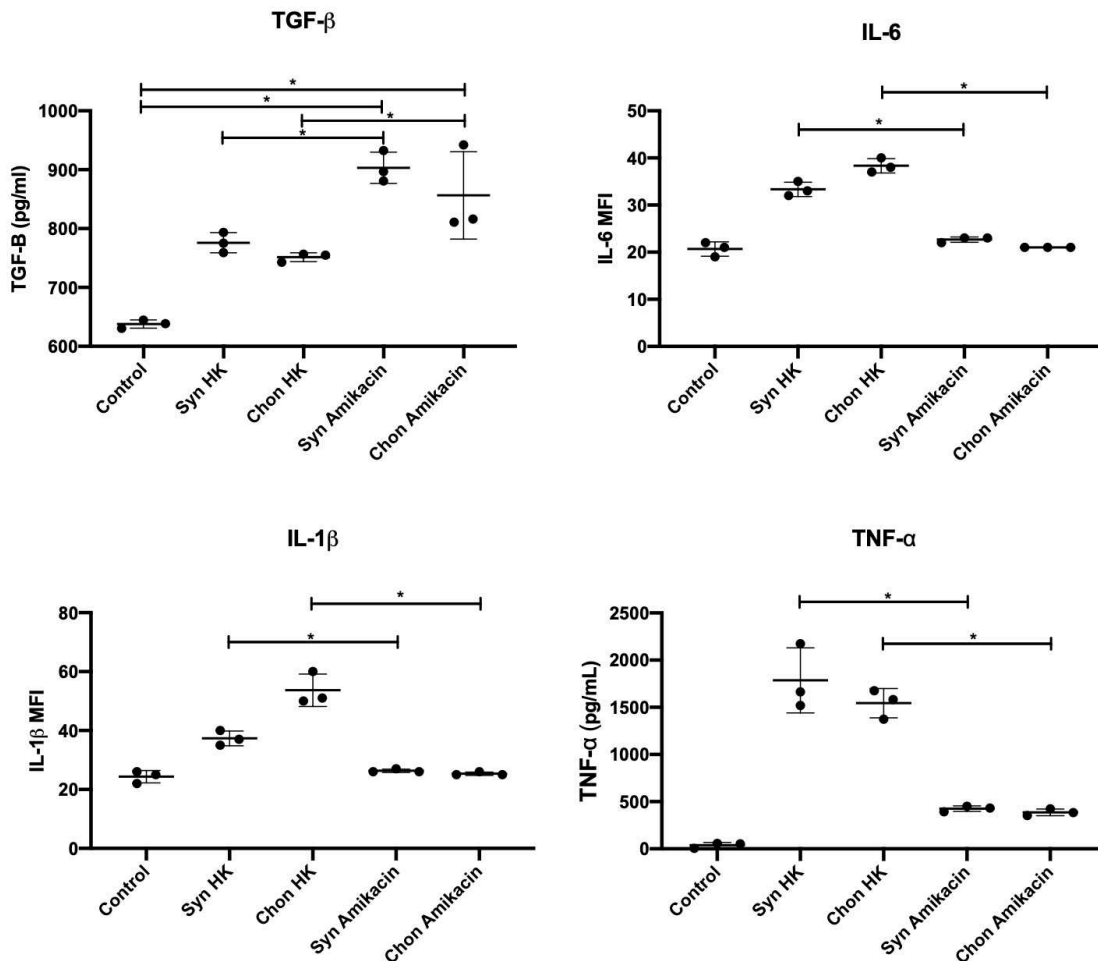 TGF-β
*
*
*
*
1000
900
800
700
600
TGF-B (pg/ml)
Control
Syn HK
Chon HK
Syn Amikacin
Chon Amikacin
IL-6
*
*
50
40
30
20
10
0
IL-6 MFI
Control
Syn HK
Chon HK
Syn Amikacin
Chon Amikacin
IL-1β
*
*
80
60
40
20
0
IL-1β MFI
Control
Syn HK
Chon HK
Syn Amikacin
Chon Amikacin
TNF-α
*
*
2500
2000
1500
1000
500
0
TNF-α (pg/mL)
Control
Syn HK
Chon HK
Syn Amikacin
Chon Amikacin